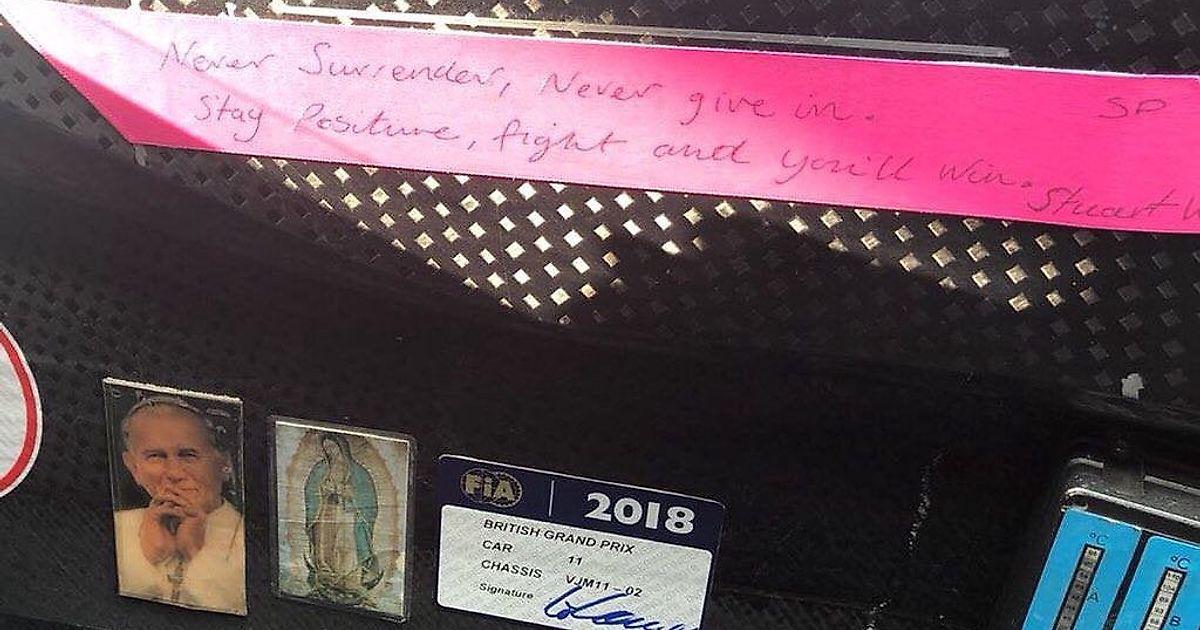 Never Surrender, Never give in. SP
Stay Positive, fight and you'll win. Stuart
FIA 2018
BRITISH GRAND PRIX
CAR 11
CHASSIS VJM11-02
Signature
°C
A
°C
B